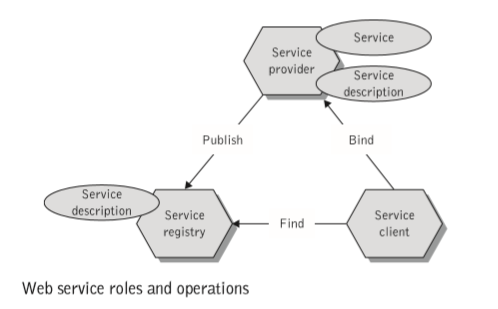 Service
Service
provider
Service
description
Publish
Bind
Service
description
Service
registry
Find
Service
client
Web service roles and operations